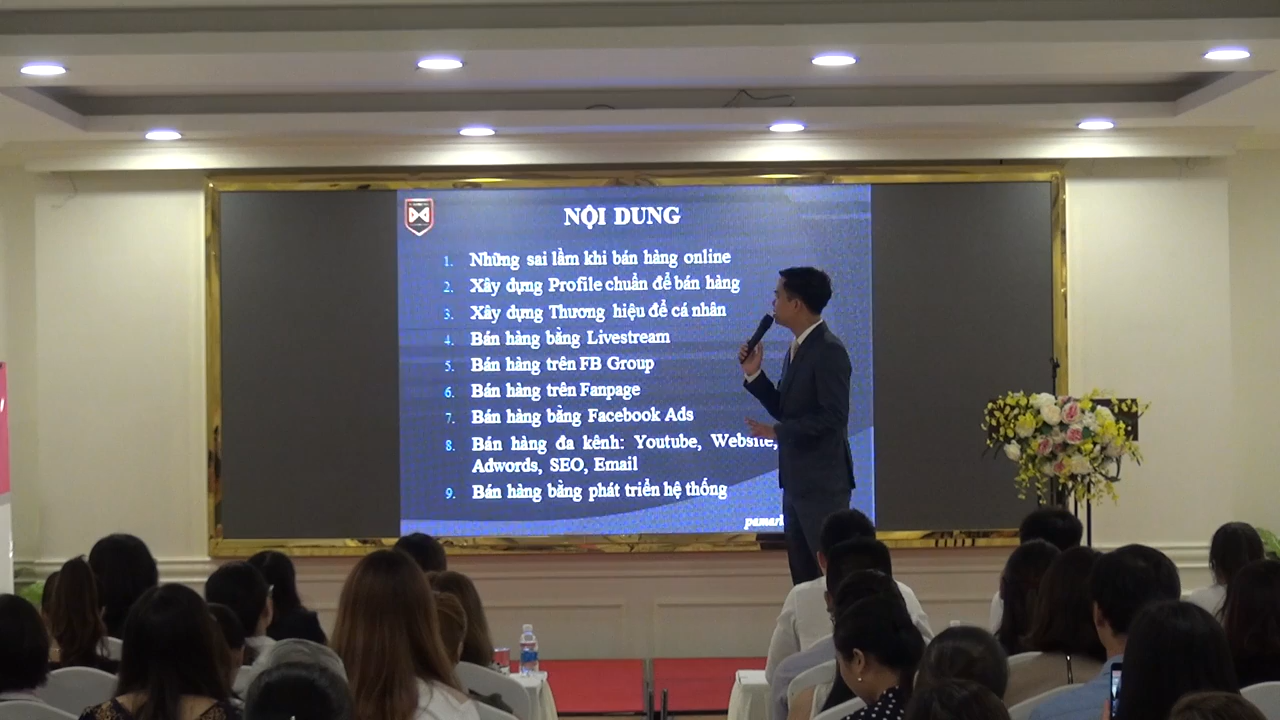 NỘI DUNG
1. Những sai lầm khi bán hàng online
2. Xây dựng Profile chuẩn để bán hàng
3. Xây dựng Thương hiệu để cá nhân
4. Bán hàng bằng Livestream
5. Bán hàng trên FB Group
6. Bán hàng trên Fanpage
7. Bán hàng bằng Facebook Ads
8. Bán hàng đa kênh: Youtube, Website,
Adwords, SEO, Email
9. Bán hàng bằng phát triển hệ thống